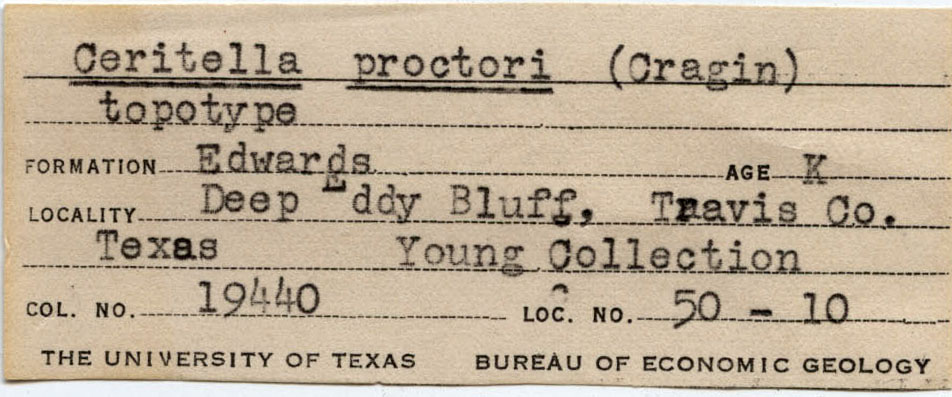 Ceritella proctori (Cragin)
topotype
FORMATION Edwards AGE K
LOCALITY Deep Eddy Bluff, Travis Co.
Texas Young Collection
COL. NO. 19440 LOC. NO. 50 - 10
THE UNIVERSITY OF TEXAS BUREAU OF ECONOMIC GEOLOGY